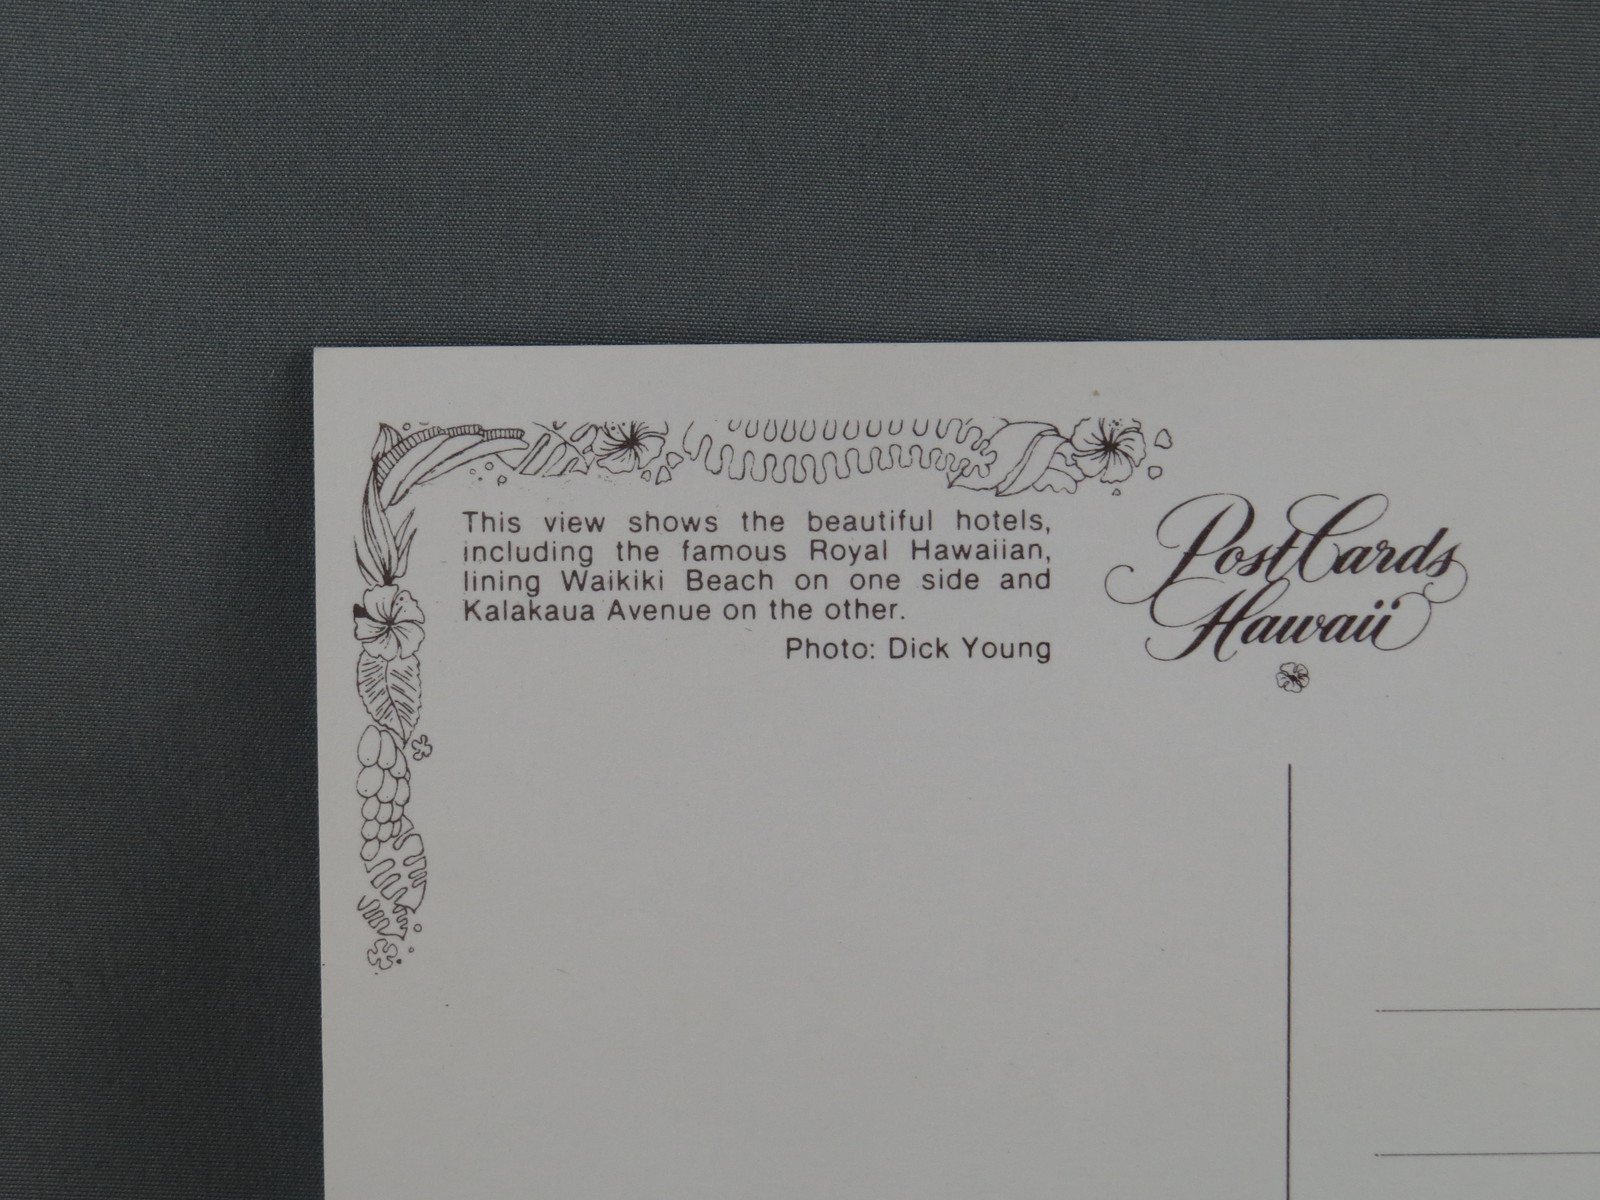 This view shows the beautiful hotels,
including the famous Royal Hawaiian,
lining Waikiki Beach on one side and
Kalakaua Avenue on the other.
Photo: Dick Young
PostCards
Hawaii